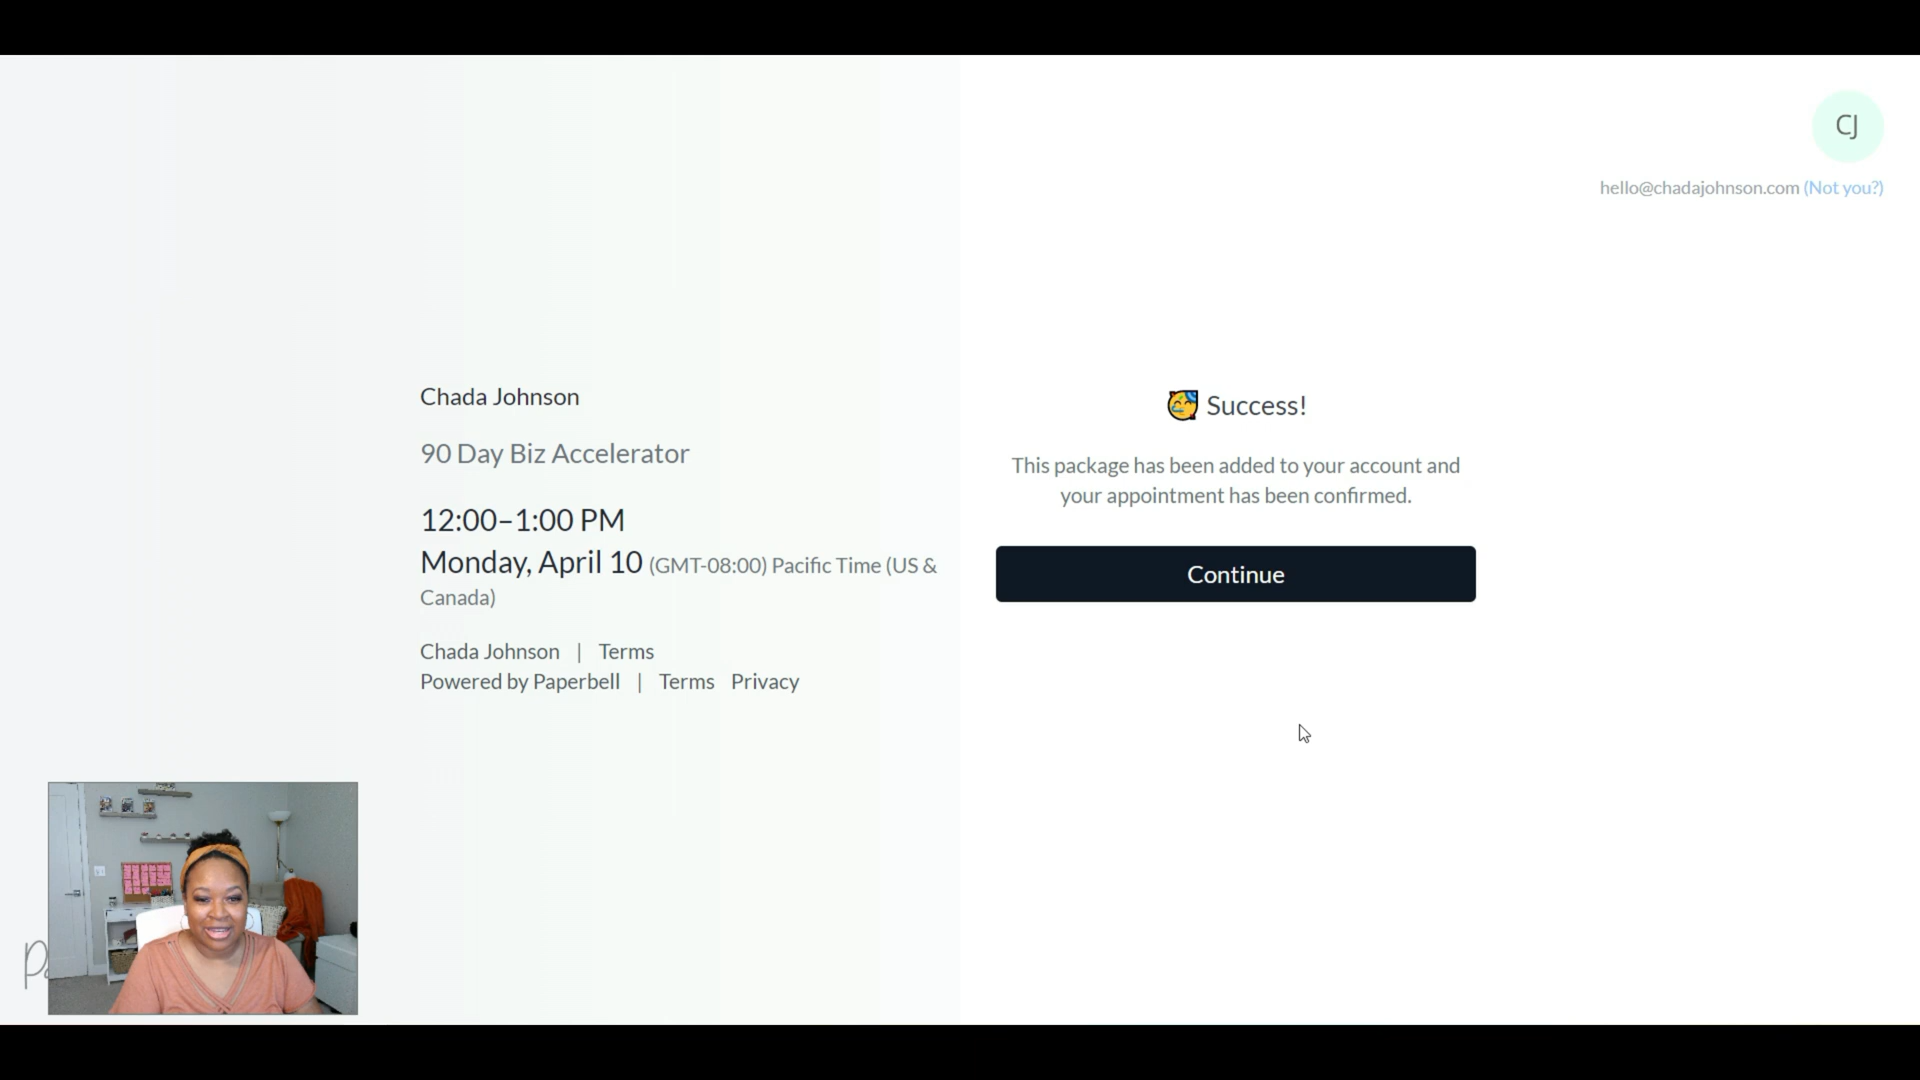 CJ
hello@chadajohnson.com (Not you?)
Chada Johnson
90 Day Biz Accelerator
12:00–1:00 PM
Monday, April 10 (GMT-08:00) Pacific Time (US &
Canada)
Chada Johnson | Terms
Powered by Paperbell | Terms Privacy
🥳 Success!
This package has been added to your account and
your appointment has been confirmed.
Continue